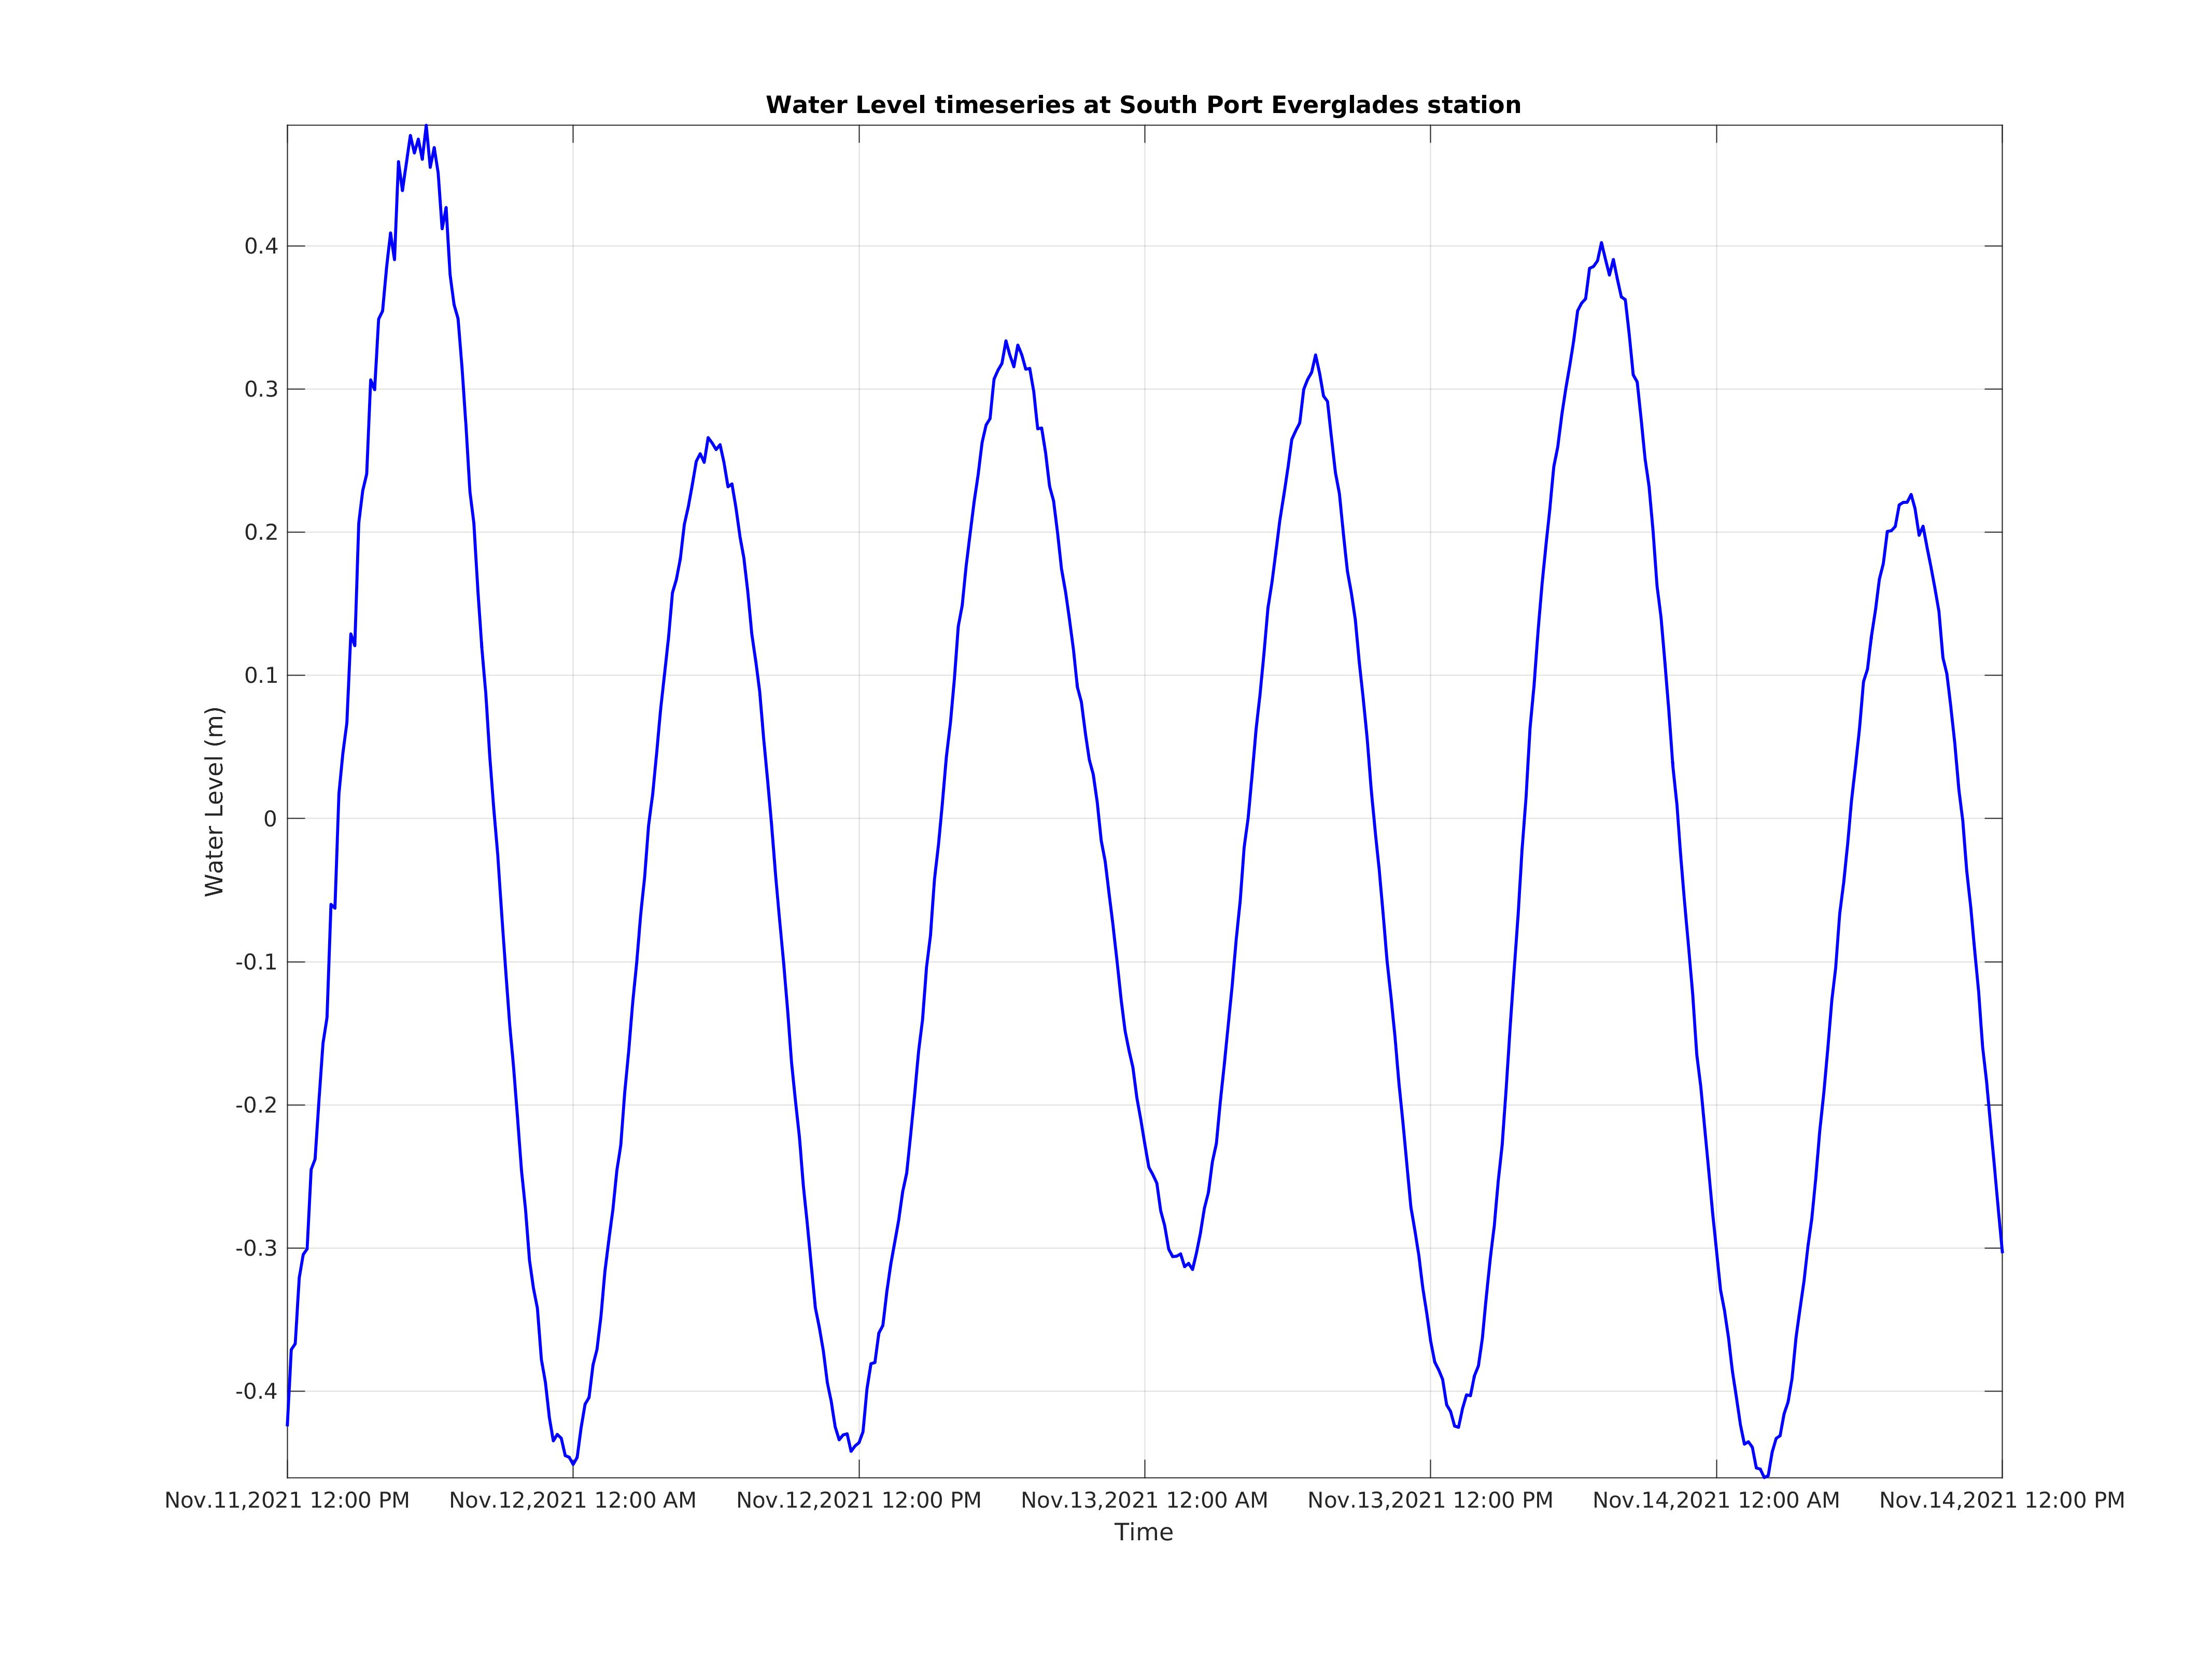 Water Level timeseries at South Port Everglades station
0.4
0.3
0.2
0.1
0
-0.1
-0.2
-0.3
-0.4
Water Level (m)
Nov.11,2021 12:00 PM Nov.12,2021 12:00 AM Nov.12,2021 12:00 PM Nov.13,2021 12:00 AM Nov.13,2021 12:00 PM Nov.14,2021 12:00 AM Nov.14,2021 12:00 PM
Time